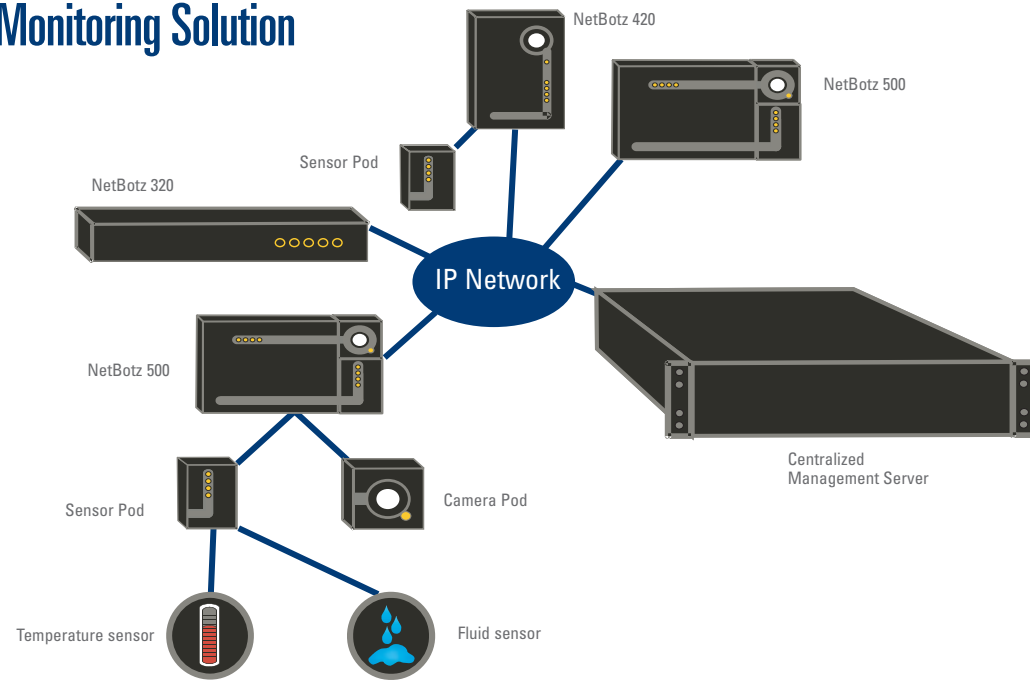 Monitoring Solution
NetBotz 420
NetBotz 500
Sensor Pod
NetBotz 320
IP Network
NetBotz 500
Centralized
Management Server
Sensor Pod
Camera Pod
Temperature sensor
Fluid sensor